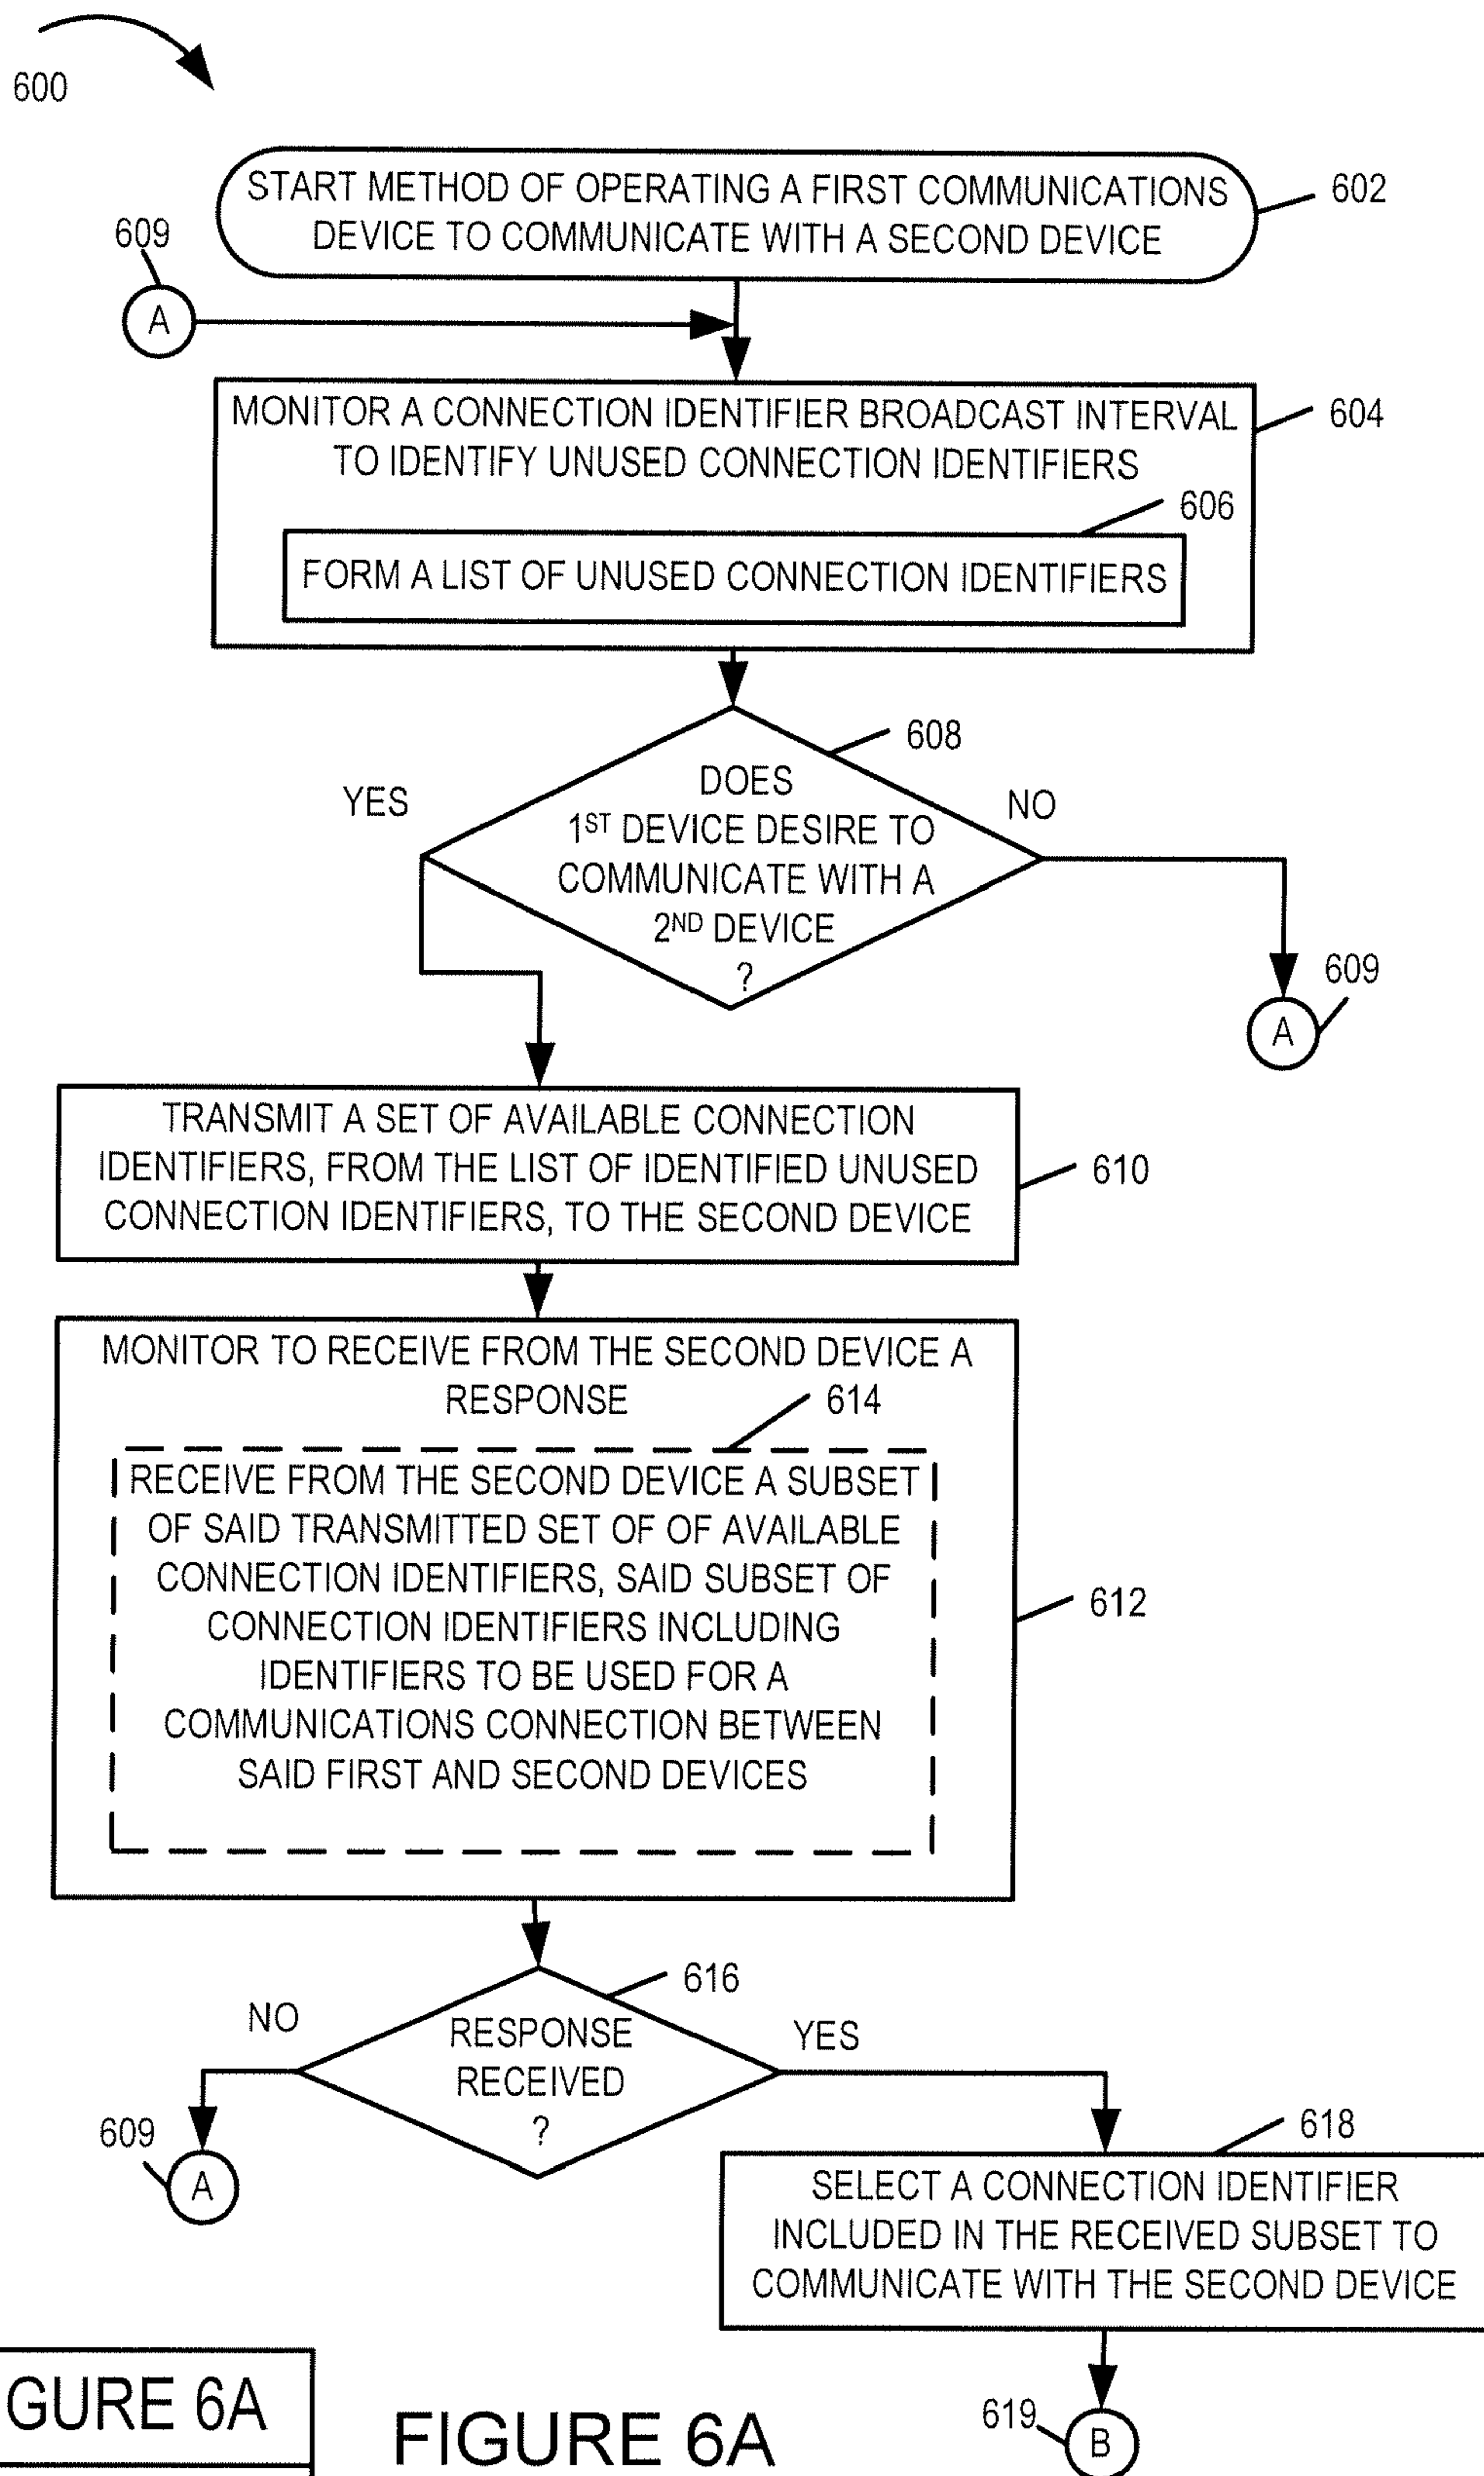 600
START METHOD OF OPERATING A FIRST COMMUNICATIONS
DEVICE TO COMMUNICATE WITH A SECOND DEVICE
602
609
A
MONITOR A CONNECTION IDENTIFIER BROADCAST INTERVAL
TO IDENTIFY UNUSED CONNECTION IDENTIFIERS
604
606
FORM A LIST OF UNUSED CONNECTION IDENTIFIERS
608
YES
DOES
1ST DEVICE DESIRE TO
COMMUNICATE WITH A
2ND DEVICE
?
NO
609
A
TRANSMIT A SET OF AVAILABLE CONNECTION
IDENTIFIERS, FROM THE LIST OF IDENTIFIED UNUSED
CONNECTION IDENTIFIERS, TO THE SECOND DEVICE
610
MONITOR TO RECEIVE FROM THE SECOND DEVICE A
RESPONSE
614
RECEIVE FROM THE SECOND DEVICE A SUBSET
OF SAID TRANSMITTED SET OF OF AVAILABLE
CONNECTION IDENTIFIERS, SAID SUBSET OF
CONNECTION IDENTIFIERS INCLUDING
IDENTIFIERS TO BE USED FOR A
COMMUNICATIONS CONNECTION BETWEEN
SAID FIRST AND SECOND DEVICES
612
616
NO
RESPONSE
RECEIVED
?
YES
609
A
618
SELECT A CONNECTION IDENTIFIER
INCLUDED IN THE RECEIVED SUBSET TO
COMMUNICATE WITH THE SECOND DEVICE
619
B
GURE 6A
FIGURE 6A